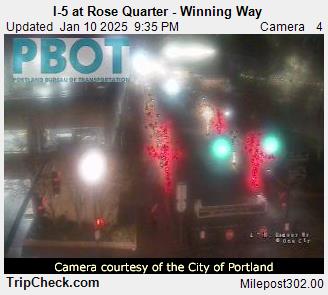 I-5 at Rose Quarter - Winning Way
Updated Jan 10 2025 9:35 PM Camera 4
PBOT
PORTLAND BUREAU OF TRANSPORTATION
Camera courtesy of the City of Portland
TripCheck.com Milepost302.00